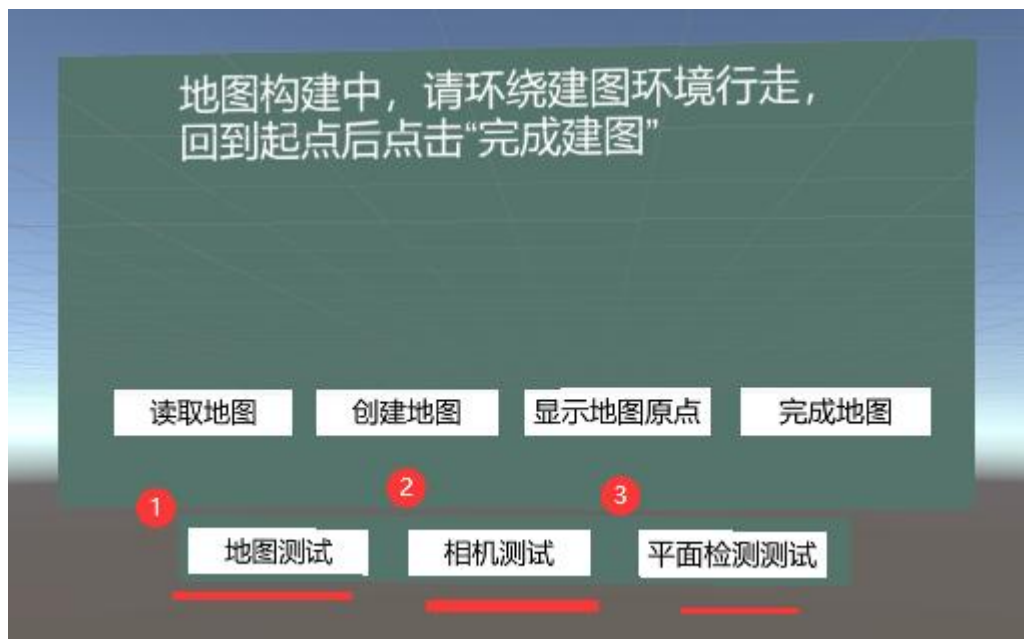 地图构建中，请环绕建图环境行走，
回到起点后点击“完成建图”
读取地图 创建地图 显示地图原点 完成地图
1 2 3
地图测试 相机测试 平面检测测试